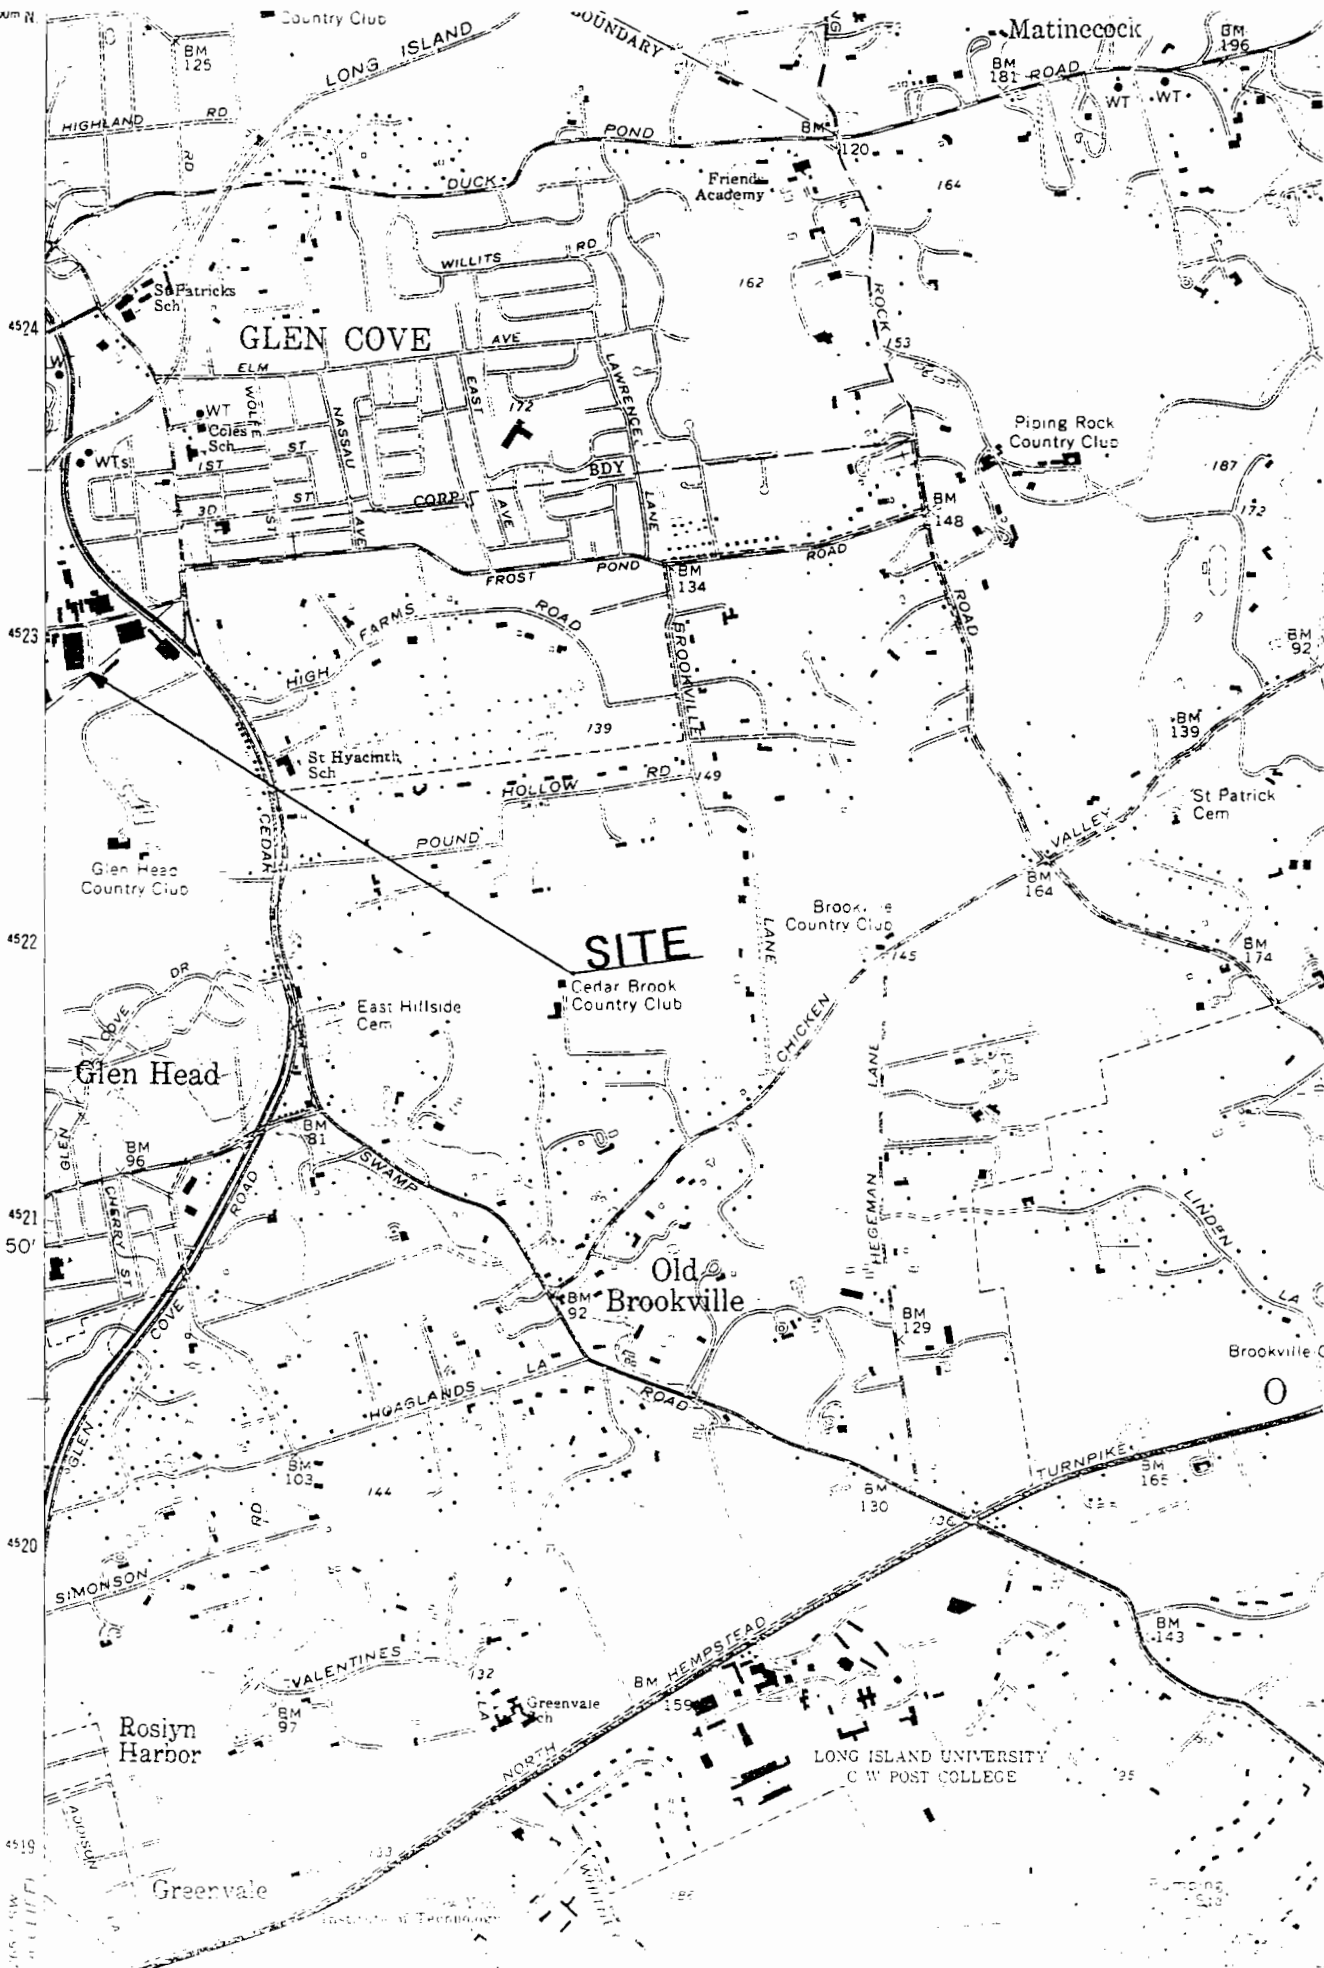 Country Club
BM
125
LONG ISLAND
BOUNDARY
Matinecock
BM
196
BM
181
ROAD
WT
WT
HIGHLAND RD
RD
POND
BM
120
DUCK
Friends
Academy
164
WILLITS RD
162
St Patricks
Sch
4524
GLEN COVE
AVE
ELM
ROCK
153
WOLFE
NASSAU
EAST
LAWRENCE
172
WT
Coles
Sch
Piping Rock
Country Club
WTs
1ST
ST
BDY
187
3D
ST
CORP
ST
AVE
AVE
LANE
BM
148
172
FROST
POND
ROAD
BM
134
ROAD
4523
HIGH
FARMS
ROAD
BROOKVILLE
BM
92
139
BM
139
St Hyacinth
Sch
HOLLOW
RD
149
St Patrick
Cem
CEDAR
POUND
VALLEY
Glen Head
Country Club
BM
164
4522
SITE
LANE
Country Club
145
BM
174
DR
Cedar Brook
Country Club
COVE
East Hillside
Cem
CHICKEN
LANE
Glen Head
BM
81
GLEN
BM
96
SWAMP
ROAD
CHERRY
ST
HEGEMAN
LINDEN
LA
4521
50'
Old
Brookville
BM
92
BM
129
COVE
Brookville
LA
HOAGLANDS
ROAD
O
GLEN
BM
103
144
DR
TURNPIKE
BM
165
BM
130
136
4520
SIMONSON
BM
143
VALENTINES
132
LA
HEMPSTEAD
BM
159
BM
97
Greenvale
Sch
Roslyn
Harbor
NORTH
LONG ISLAND UNIVERSITY
C W POST COLLEGE
95
ADDISON
LA
4519
133
Greenvale
Institute of Technology